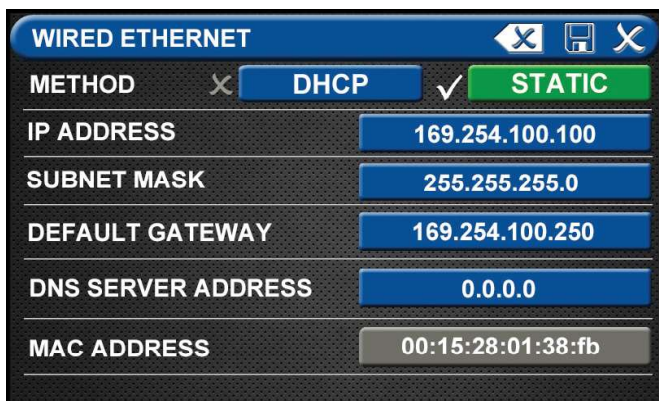 WIRED ETHERNET
METHOD DHCP STATIC
IP ADDRESS 169.254.100.100
SUBNET MASK 255.255.255.0
DEFAULT GATEWAY 169.254.100.250
DNS SERVER ADDRESS 0.0.0.0
MAC ADDRESS 00:15:28:01:38:fb